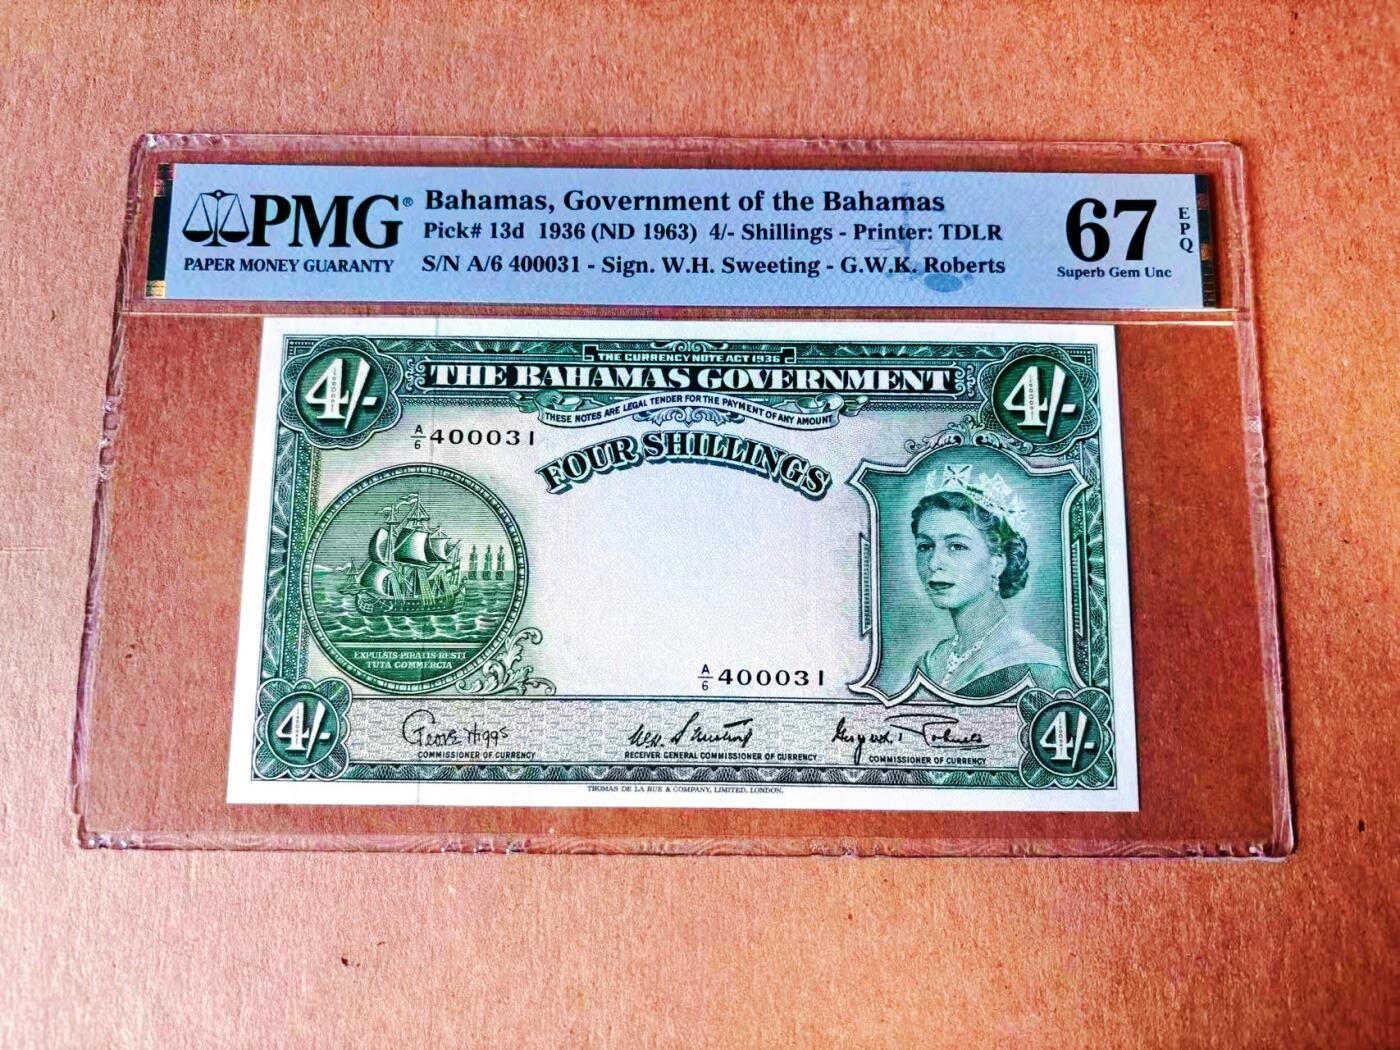 PMG®
PAPER MONEY GUARANTY
Bahamas, Government of the Bahamas
Pick# 13d 1936 (ND 1963) 4/- Shillings - Printer: TDLR
S/N A/6 400031 - Sign. W.H. Sweeting - G.W.K. Roberts
67
EPQ
Superb Gem Unc
THE CURRENCY NOTE ACT 1936
4/-
THE BAHAMAS GOVERNMENT
4/-
THESE NOTES ARE LEGAL TENDER FOR THE PAYMENT OF ANY AMOUNT
A/6 400031
FOUR SHILLINGS
EXPULSIS PIRATIS RESTI
TUTA COMMERCIA
A/6 400031
4/-
George Higgs
COMMISSIONER OF CURRENCY
RECEIVER GENERAL COMMISSIONER OF CURRENCY
COMMISSIONER OF CURRENCY
4/-
THOMAS DE LA RUE & COMPANY, LIMITED, LONDON.